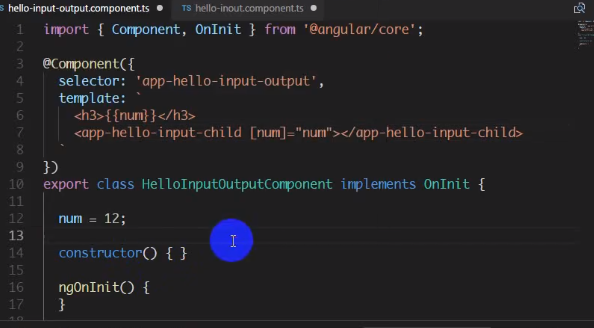 hello-input-output.component.ts TS hello-inout.component.ts
1 import { Component, OnInit } from '@angular/core';
2
3 @Component({
4 selector: 'app-hello-input-output',
5 template: `
6 <h3>{{num}}</h3>
7 <app-hello-input-child [num]="num"></app-hello-input-child>
8 `
9 })
10 export class HelloInputOutputComponent implements OnInit {
11
12 num = 12;
13
14 constructor() { }
15
16 ngOnInit() {
17 }
18